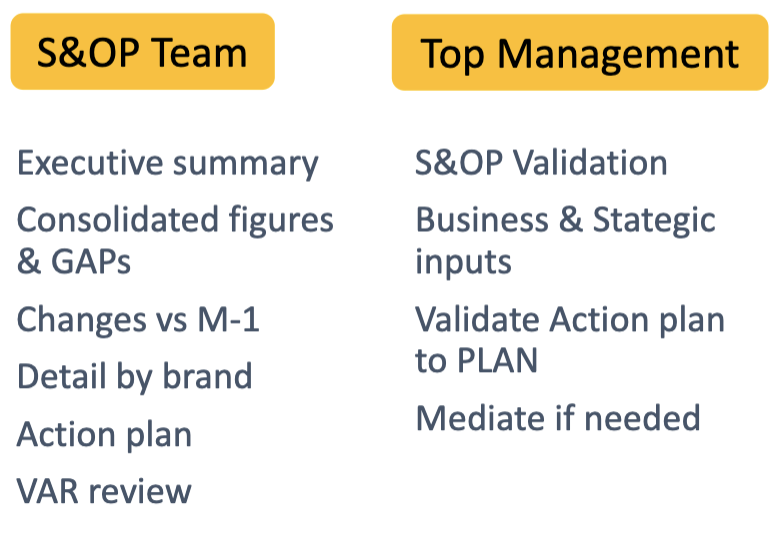 S&OP Team
Executive summary
Consolidated figures
& GAPs
Changes vs M-1
Detail by brand
Action plan
VAR review
Top Management
S&OP Validation
Business & Stategic
inputs
Validate Action plan
to PLAN
Mediate if needed